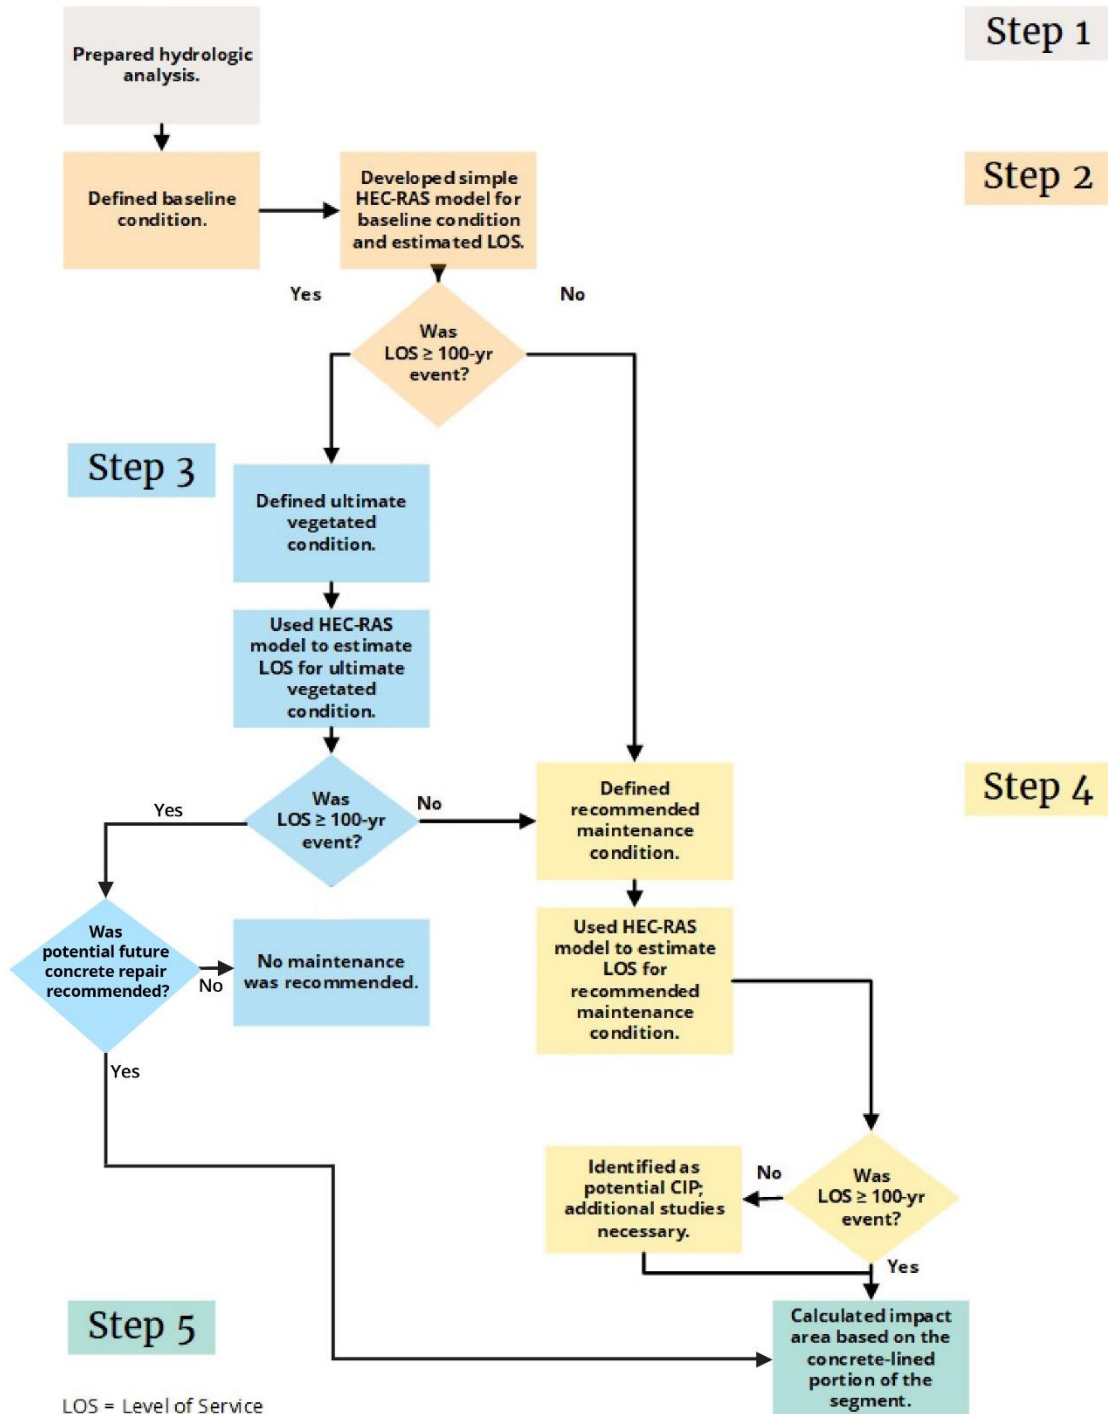 Step 1
Prepared hydrologic
analysis.
Step 2
Defined baseline
condition.
Developed simple
HEC-RAS model for
baseline condition
and estimated LOS.
Yes
No
Was
LOS ≥ 100-yr
event?
Step 3
Defined ultimate
vegetated
condition.
Used HEC-RAS
model to estimate
LOS for ultimate
vegetated
condition.
Yes
Was
LOS ≥ 100-yr
event?
No
Step 4
Defined
recommended
maintenance
condition.
Was
potential future
concrete repair
recommended?
No
No maintenance
was recommended.
Used HEC-RAS
model to estimate
LOS for
recommended
maintenance
condition.
Yes
Identified as
potential CIP;
additional studies
necessary.
No
Was
LOS ≥ 100-yr
event?
Yes
Step 5
Calculated impact
area based on the
concrete-lined
portion of the
segment.
LOS = Level of Service